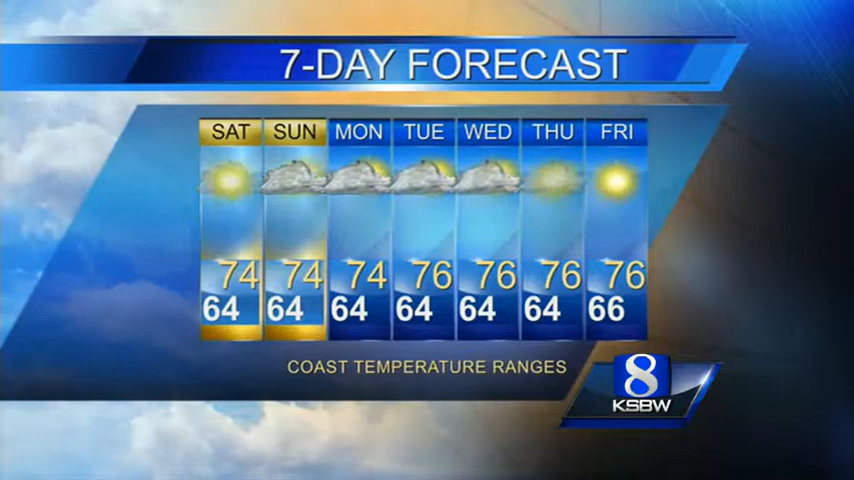 7-DAY FORECAST
SAT SUN MON TUE WED THU FRI
74 74 74 76 76 76 76
64 64 64 64 64 64 66
COAST TEMPERATURE RANGES
8
KSBW